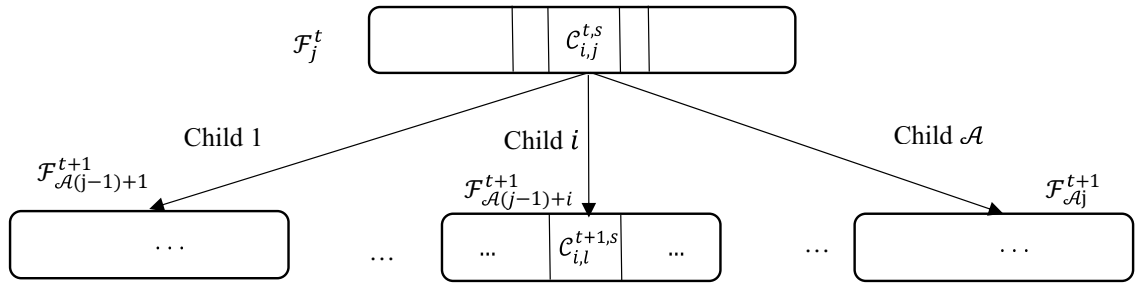 ℱ_j^t
𝒞_{i,j}^{t,s}
Child 1
Child i
Child 𝒜
ℱ_{𝒜(j−1)+1}^{t+1}
ℱ_{𝒜(j−1)+i}^{t+1}
ℱ_{𝒜j}^{t+1}
...
...
...
𝒞_{i,l}^{t+1,s}
...
...
...